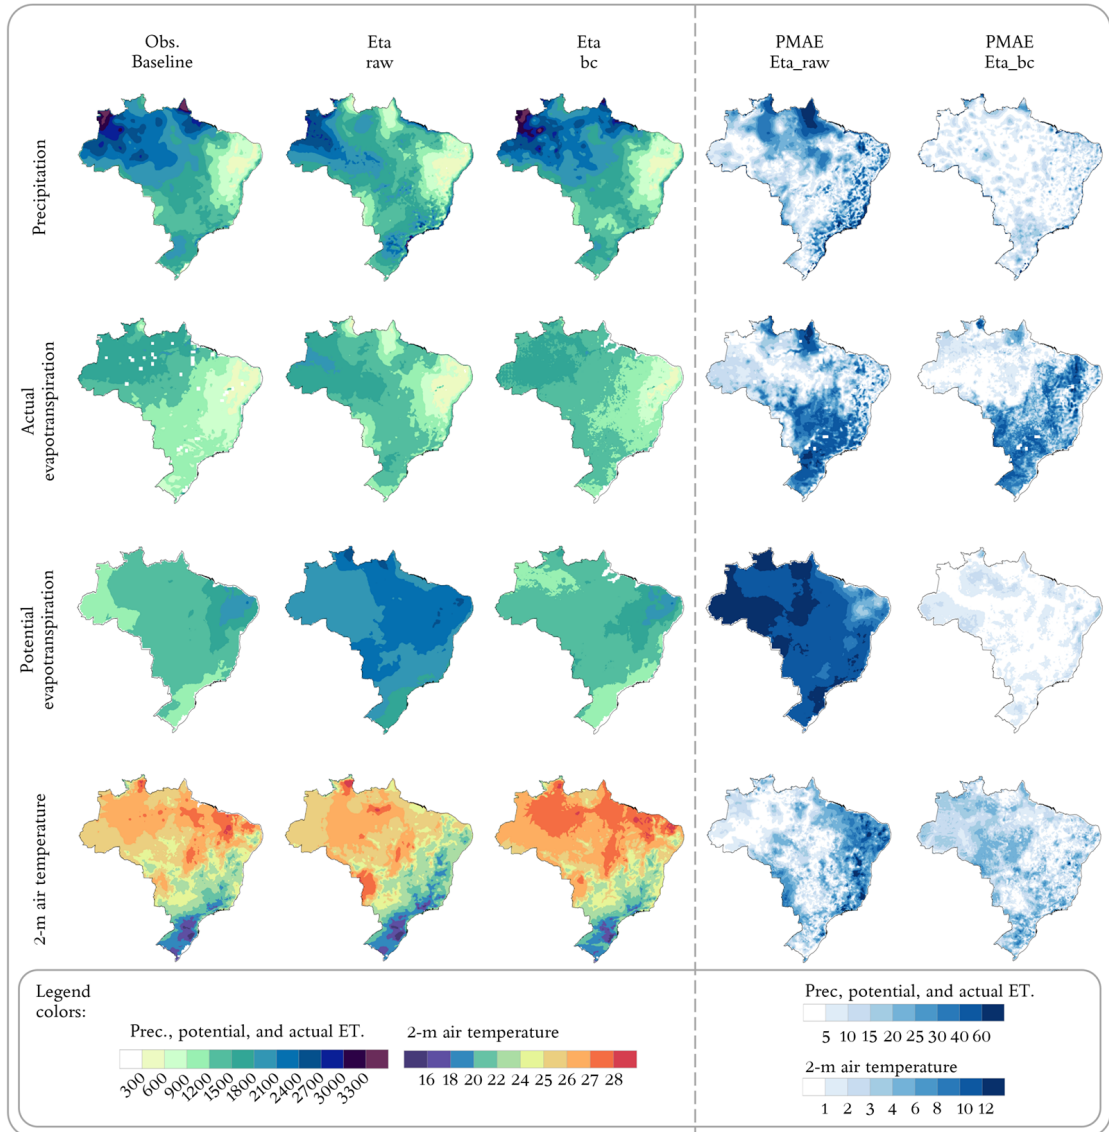 Obs.
Baseline
Eta
raw
Eta
bc
PMAE
Eta_raw
PMAE
Eta_bc
Precipitation
Actual
evapotranspiration
Potential
evapotranspiration
2-m air temperature
Legend
colors:
Prec., potential, and actual ET.
300 600 900 1200 1500 1800 2100 2400 2700 3000 3300
2-m air temperature
16 18 20 22 24 25 26 27 28
Prec, potential, and actual ET.
5 10 15 20 25 30 40 60
2-m air temperature
1 2 3 4 6 8 10 12